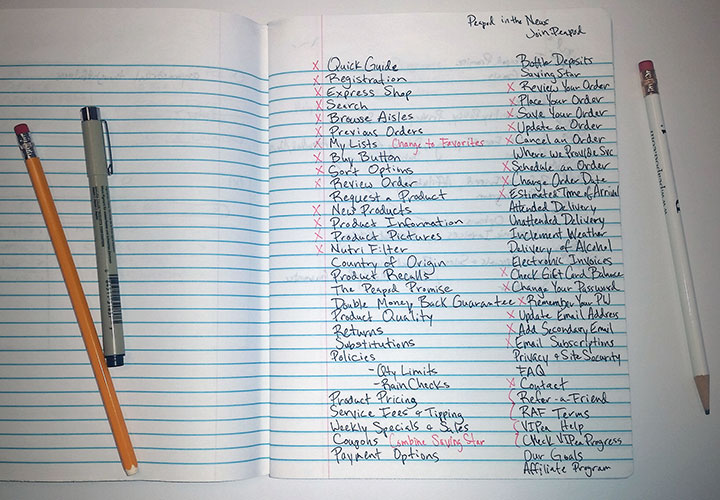 Peapod in the News
Join Peapod
x Quick Guide
x Registration
x Express Shop
x Search
x Browse Aisles
x Previous Orders
x My Lists Change to Favorites
x Buy Button
x Sort Options
x Review Order
Request a Product
x New Products
x Product Information
x Product Pictures
x Nutri Filter
Country of Origin
Product Recalls
The Peapod Promise
Double Money Back Guarantee
Product Quality
Returns
Substitutions
Policies
- Qty Limits
- Rain Checks
Product Pricing
Service Fees & Tipping
Weekly Specials & Sales
Coupons Combine Saving Star
Payment Options
Bottle Deposits
Saving Star
x Review Your Order
x Place Your Order
x Save Your Order
x Update an Order
x Cancel an Order
Where we Provide Svc
x Schedule an Order
x Change Order Date
x Estimates Time of Arrival
Attended Delivery
Unattended Delivery
Inclement Weather
Delivery of Alcohol
Electronic Invoices
x Check Gift Card Balance
x Change Your Password
x Remember Your PW
x Update Email Address
x Add Secondary Email
x Email Subscriptions
Privacy & Site Security
FAQ
x Contact
Refer-a-Friend
RAF Terms
VIPea Help
Check VIPea Progress
Our Goals
Affiliate Program